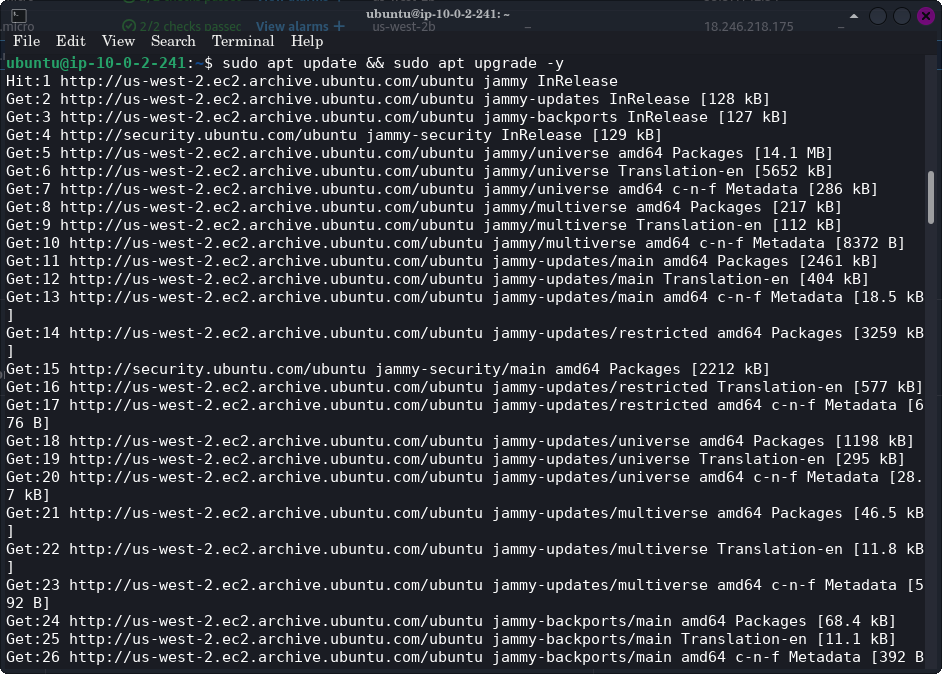 ubuntu@ip-10-0-2-241: ~
2/2 checks passec View alarms + us-west-2b – 18.246.218.175 –
File Edit View Search Terminal Help
ubuntu@ip-10-0-2-241:~$ sudo apt update && sudo apt upgrade -y
Hit:1 http://us-west-2.ec2.archive.ubuntu.com/ubuntu jammy InRelease
Get:2 http://us-west-2.ec2.archive.ubuntu.com/ubuntu jammy-updates InRelease [128 kB]
Get:3 http://us-west-2.ec2.archive.ubuntu.com/ubuntu jammy-backports InRelease [127 kB]
Get:4 http://security.ubuntu.com/ubuntu jammy-security InRelease [129 kB]
Get:5 http://us-west-2.ec2.archive.ubuntu.com/ubuntu jammy/universe amd64 Packages [14.1 MB]
Get:6 http://us-west-2.ec2.archive.ubuntu.com/ubuntu jammy/universe Translation-en [5652 kB]
Get:7 http://us-west-2.ec2.archive.ubuntu.com/ubuntu jammy/universe amd64 c-n-f Metadata [286 kB]
Get:8 http://us-west-2.ec2.archive.ubuntu.com/ubuntu jammy/multiverse amd64 Packages [217 kB]
Get:9 http://us-west-2.ec2.archive.ubuntu.com/ubuntu jammy/multiverse Translation-en [112 kB]
Get:10 http://us-west-2.ec2.archive.ubuntu.com/ubuntu jammy/multiverse amd64 c-n-f Metadata [8372 B]
Get:11 http://us-west-2.ec2.archive.ubuntu.com/ubuntu jammy-updates/main amd64 Packages [2461 kB]
Get:12 http://us-west-2.ec2.archive.ubuntu.com/ubuntu jammy-updates/main Translation-en [404 kB]
Get:13 http://us-west-2.ec2.archive.ubuntu.com/ubuntu jammy-updates/main amd64 c-n-f Metadata [18.5 kB
]
Get:14 http://us-west-2.ec2.archive.ubuntu.com/ubuntu jammy-updates/restricted amd64 Packages [3259 kB
]
Get:15 http://security.ubuntu.com/ubuntu jammy-security/main amd64 Packages [2212 kB]
Get:16 http://us-west-2.ec2.archive.ubuntu.com/ubuntu jammy-updates/restricted Translation-en [577 kB]
Get:17 http://us-west-2.ec2.archive.ubuntu.com/ubuntu jammy-updates/restricted amd64 c-n-f Metadata [6
76 B]
Get:18 http://us-west-2.ec2.archive.ubuntu.com/ubuntu jammy-updates/universe amd64 Packages [1198 kB]
Get:19 http://us-west-2.ec2.archive.ubuntu.com/ubuntu jammy-updates/universe Translation-en [295 kB]
Get:20 http://us-west-2.ec2.archive.ubuntu.com/ubuntu jammy-updates/universe amd64 c-n-f Metadata [28.
7 kB]
Get:21 http://us-west-2.ec2.archive.ubuntu.com/ubuntu jammy-updates/multiverse amd64 Packages [46.5 kB
]
Get:22 http://us-west-2.ec2.archive.ubuntu.com/ubuntu jammy-updates/multiverse Translation-en [11.8 kB
]
Get:23 http://us-west-2.ec2.archive.ubuntu.com/ubuntu jammy-updates/multiverse amd64 c-n-f Metadata [5
92 B]
Get:24 http://us-west-2.ec2.archive.ubuntu.com/ubuntu jammy-backports/main amd64 Packages [68.4 kB]
Get:25 http://us-west-2.ec2.archive.ubuntu.com/ubuntu jammy-backports/main Translation-en [11.1 kB]
Get:26 http://us-west-2.ec2.archive.ubuntu.com/ubuntu jammy-backports/main amd64 c-n-f Metadata [392 B